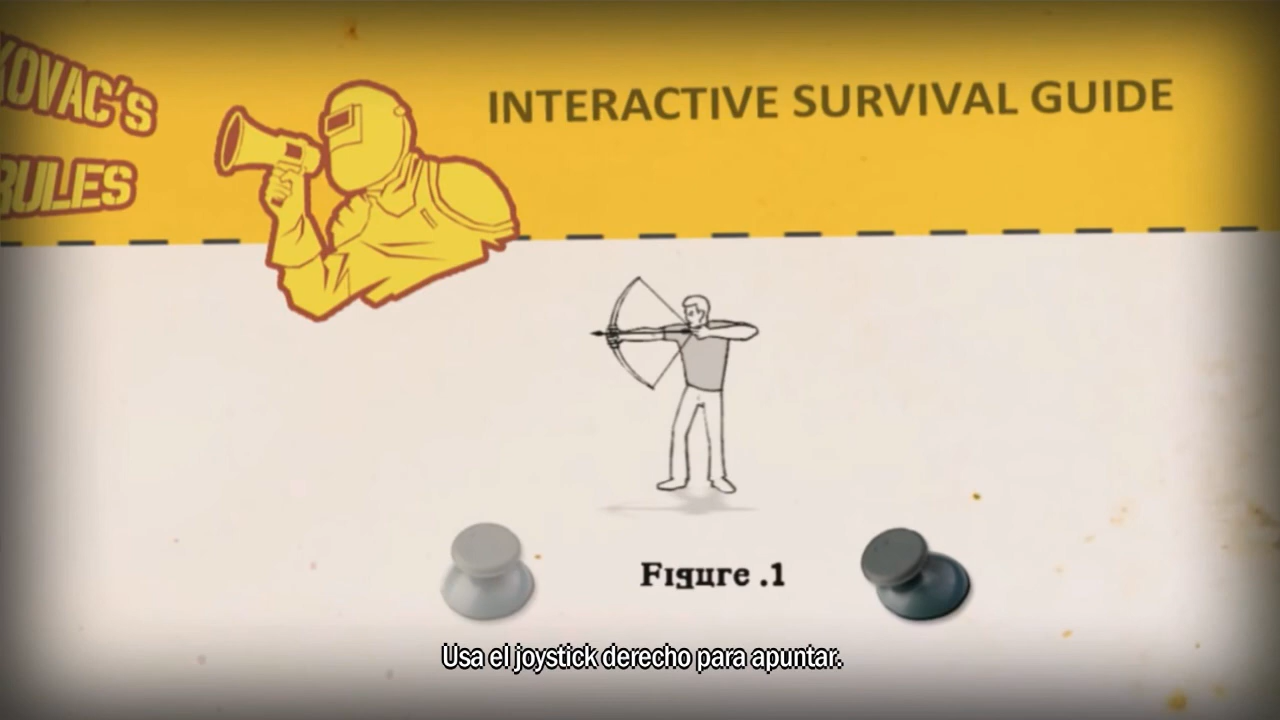 KOVAC'S
RULES
INTERACTIVE SURVIVAL GUIDE
Figure .1
Usa el joystick derecho para apuntar.